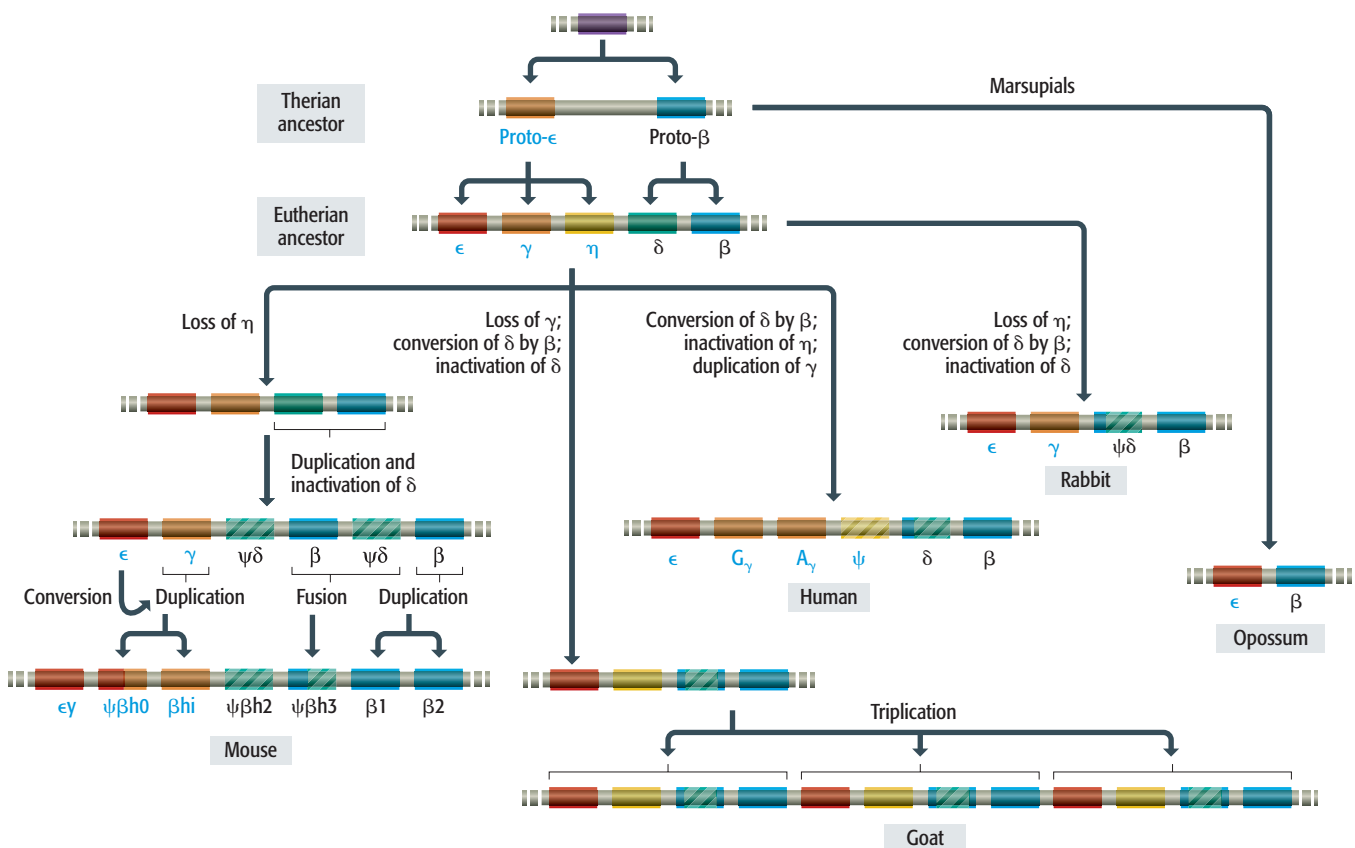 Marsupials
Therian
ancestor
Proto-ϵ
Proto-β
Eutherian
ancestor
ϵ
γ
η
δ
β
Loss of η
Loss of γ;
conversion of δ by β;
inactivation of δ
Conversion of δ by β;
inactivation of η;
duplication of γ
Loss of η;
conversion of δ by β;
inactivation of δ
ϵ
γ
ψδ
β
Rabbit
Duplication and
inactivation of δ
ϵ
γ
ψδ
β
ψδ
β
ϵ
Gγ
Aγ
ψ
δ
β
Human
Conversion
Duplication
Fusion
Duplication
ϵ
β
Opossum
ϵy
ψβh0
βhi
ψβh2
ψβh3
β1
β2
Mouse
Triplication
Goat